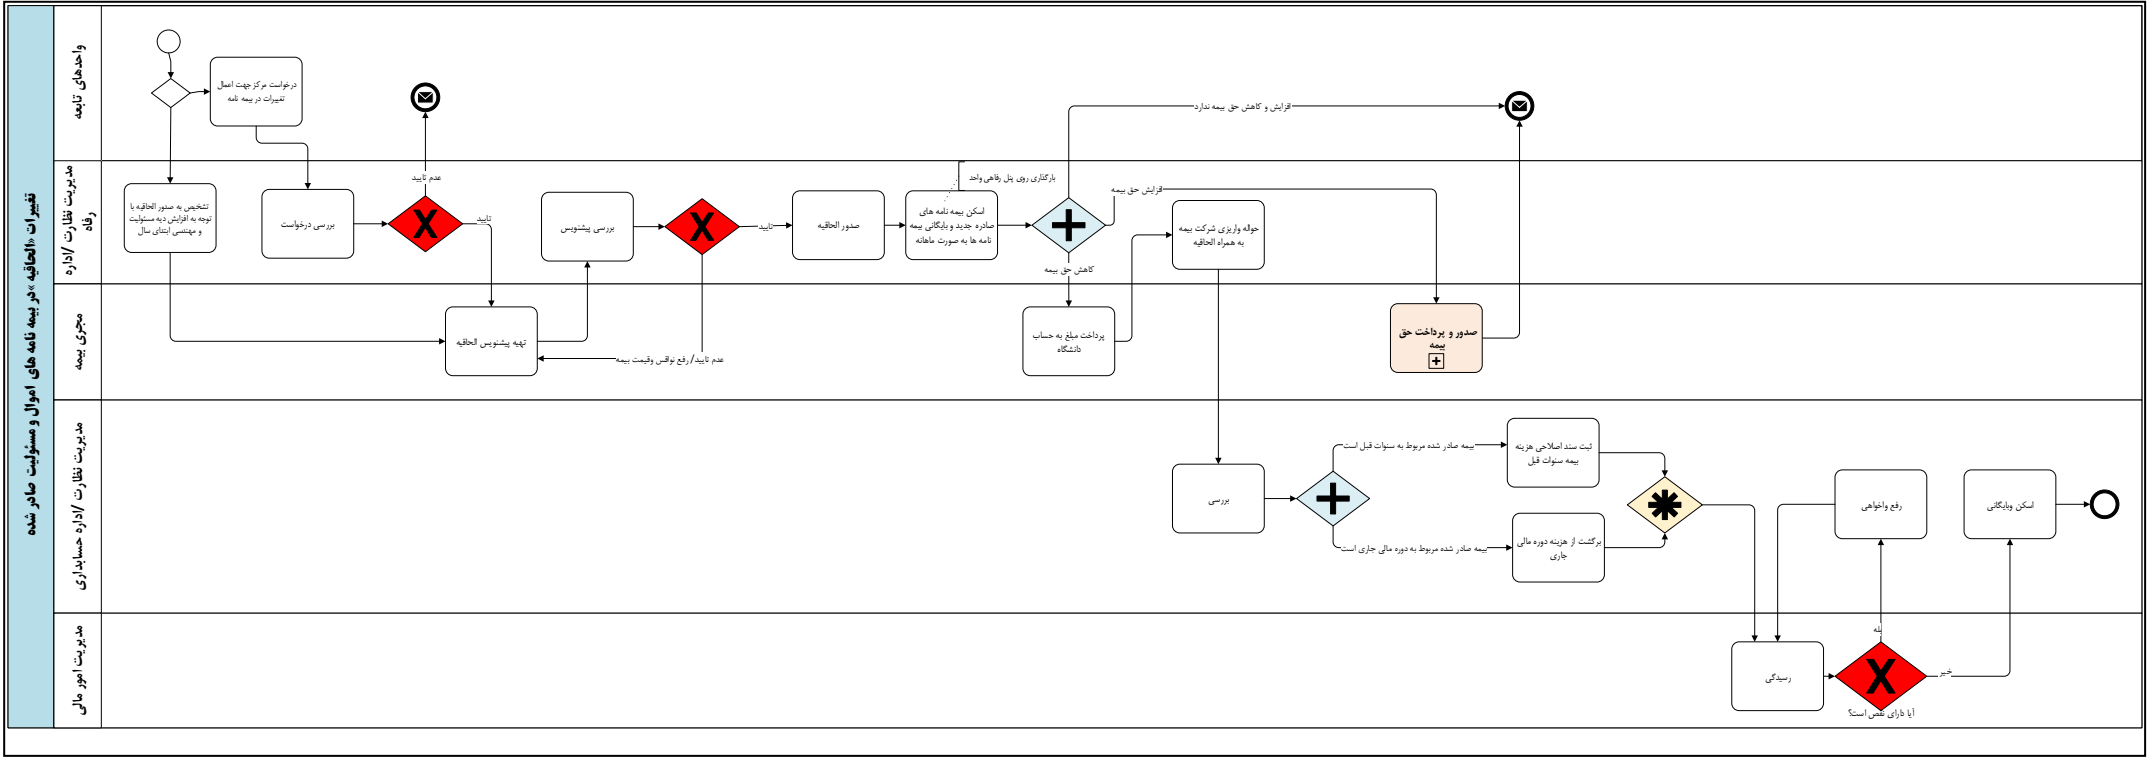 تغییرات «الحاقیه »در بیمه نامه های اموال و مسئولیت صادر شده
واحدهای تابعه
درخواست مرکز جهت اعمال
تغییرات در بیمه نامه
افزایش و کاهش حق بیمه ندارد
مدیریت نظارت /اداره
رفاه
تشخیص به صدور الحاقیه با
توجه به افزایش دیه مسئولیت
و مهندسی ابتدای سال
بررسی درخواست
عدم تایید
تایید
بررسی پیشنویس
تایید
صدور الحاقیه
بارگذاری روی پنل رفاهی واحد
اسکن بیمه نامه های
صادره جدید و بایگانی بیمه
نامه ها به صورت ماهانه
افزایش حق بیمه
کاهش حق بیمه
حواله واریزی شرکت بیمه
به همراه الحاقیه
مجری بیمه
تهیه پیشنویس الحاقیه
عدم تایید/ رفع نواقس وقیمت بیمه
پرداخت مبلغ به حساب
دانشگاه
صدور و پرداخت حق
بیمه
مدیریت نظارت /اداره حسابداری
بررسی
بیمه صادر شده مربوط به سنوات قبل است
ثبت سند اصلاحی هزینه
بیمه سنوات قبل
بیمه صادر شده مربوط به دوره مالی جاری است
برگشت از هزینه دوره مالی
جاری
رفع واخواهی
اسکن وبایگانی
مدیریت امور مالی
رسیدگی
بله
خیر
آیا دارای نقص است؟